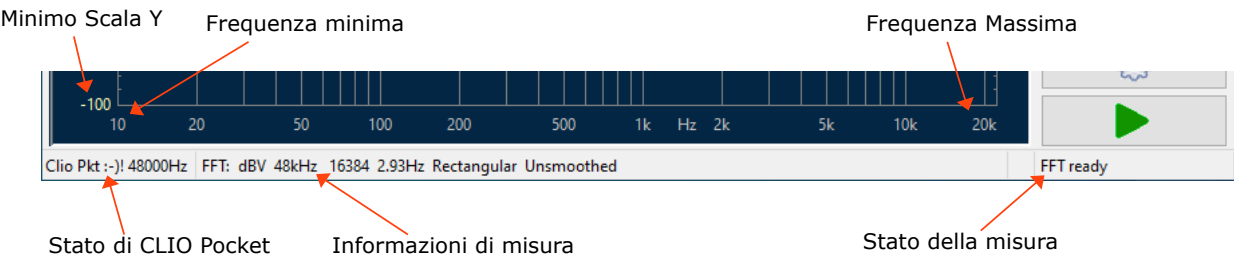 Minimo Scala Y
Frequenza minima
Frequenza Massima
-100
10 20 50 100 200 500 1k Hz 2k 5k 10k 20k
Clio Pkt :-)! 48000Hz FFT: dBV 48kHz 16384 2.93Hz Rectangular Unsmoothed FFT ready
Stato di CLIO Pocket
Informazioni di misura
Stato della misura